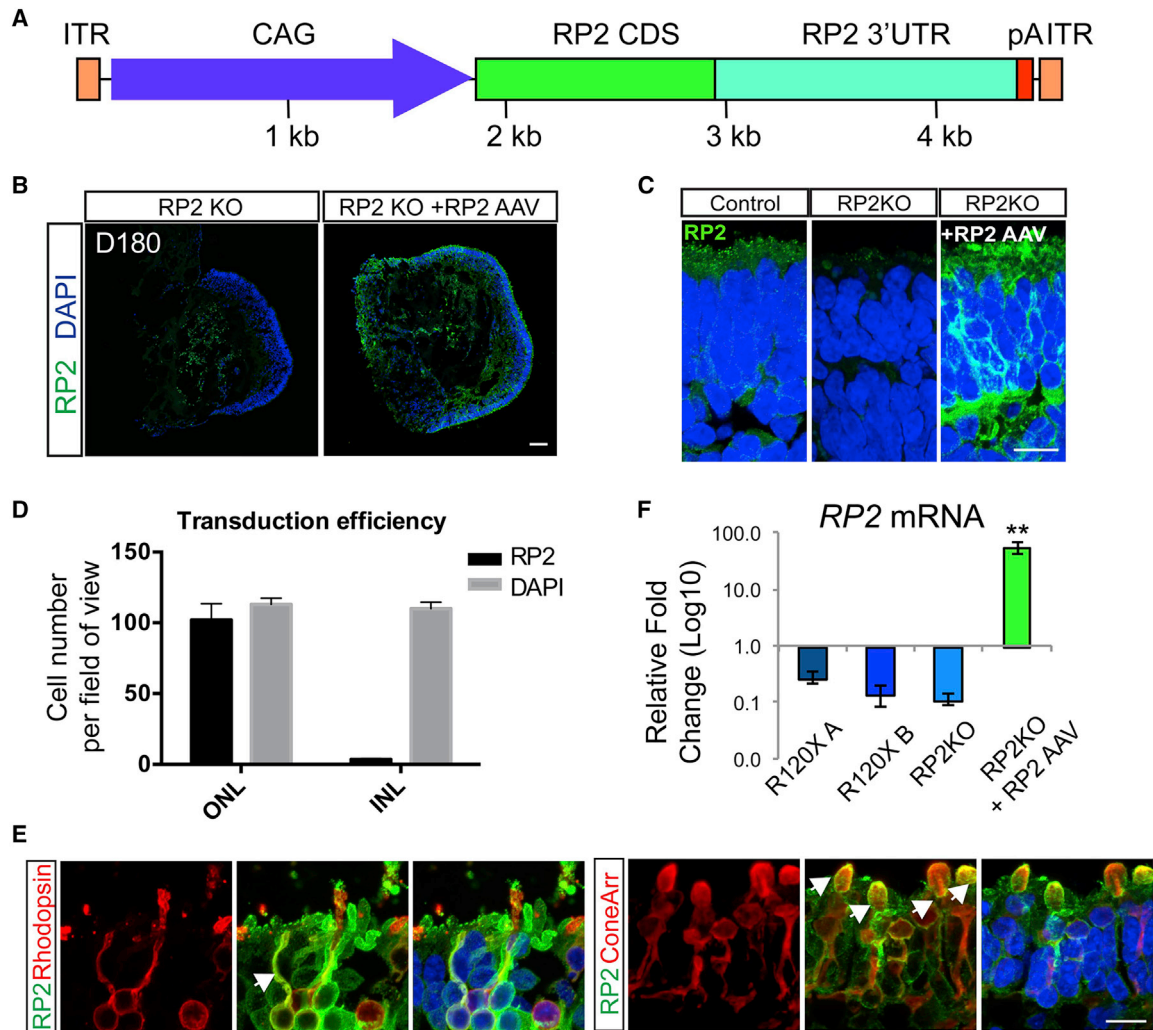 A
ITR CAG RP2 CDS RP2 3'UTR pA ITR
1 kb 2 kb 3 kb 4 kb
B
RP2 KO RP2 KO +RP2 AAV
D180
RP2 DAPI
C
Control RP2KO RP2KO
RP2 +RP2 AAV
D
Transduction efficiency
Cell number
per field of view
150
100
50
0
RP2
DAPI
ONL INL
F
RP2 mRNA
Relative Fold
Change (Log10)
100.0
10.0
1.0
0.1
0.0
**
R120X A
R120X B
RP2KO
RP2KO
+ RP2 AAV
E
RP2 Rhodopsin
RP2 ConeArr